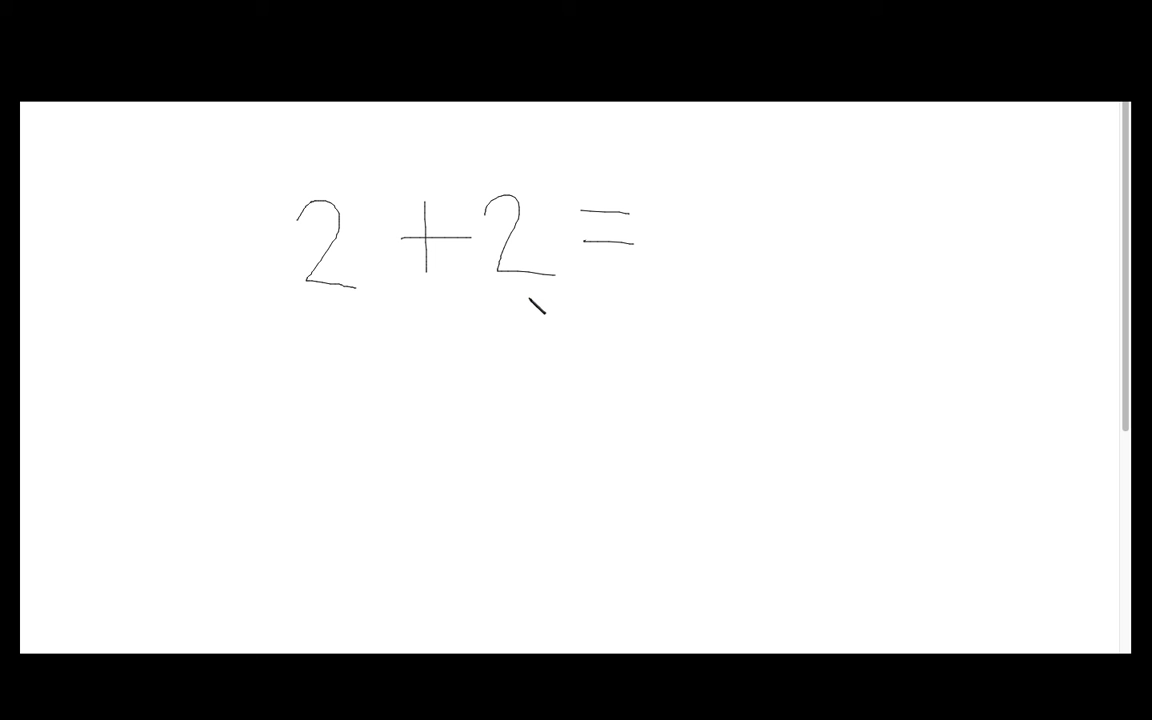 2 + 2 =